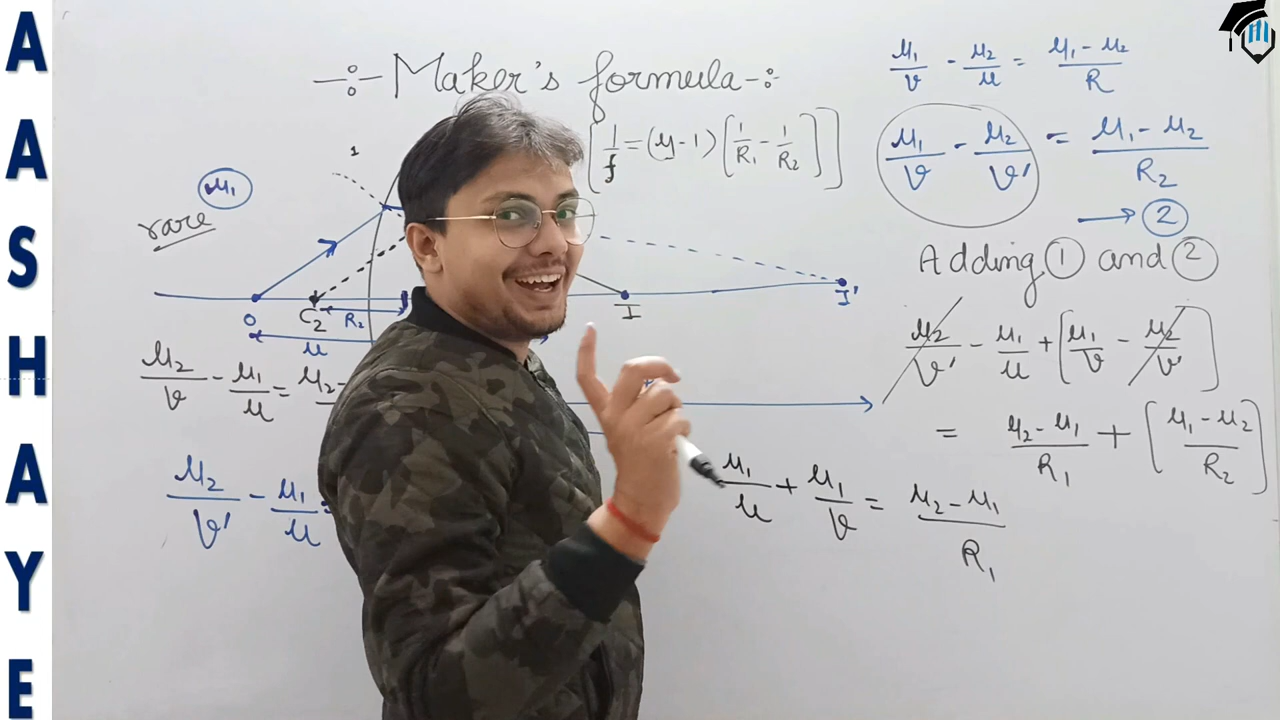 AASHAYE
Maker's formula
[1/f = (μ-1) [1/R₁ - 1/R₂]]
μ₁
rare
O
C₂
R₂
u
I
I'
μ₂/v - μ₁/u = μ₂-
μ₂/v' - μ₁/u =
μ₁/v - μ₂/u = μ₁ - μ₂/R
μ₁/v - μ₂/v' = μ₁ - μ₂/R₂
→ ②
Adding ① and ②
μ₂/v' - μ₁/u + [μ₁/v - μ₂/v']
= μ₂ - μ₁/R₁ + [μ₁ - μ₂/R₂]
μ₁/u + μ₁/v = μ₂ - μ₁/R₁